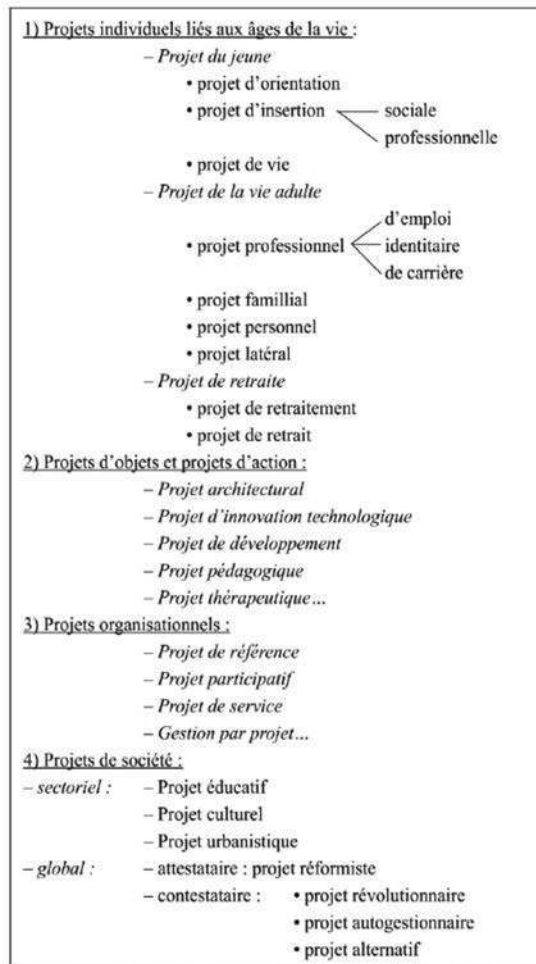 1) Projets individuels liés aux âges de la vie :
– Projet du jeune
• projet d'orientation
• projet d'insertion sociale
professionnelle
• projet de vie
– Projet de la vie adulte
d'emploi
• projet professionnel identitaire
de carrière
• projet famillial
• projet personnel
• projet latéral
– Projet de retraite
• projet de retraitement
• projet de retrait
2) Projets d'objets et projets d'action :
– Projet architectural
– Projet d'innovation technologique
– Projet de développement
– Projet pédagogique
– Projet thérapeutique...
3) Projets organisationnels :
– Projet de référence
– Projet participatif
– Projet de service
– Gestion par projet...
4) Projets de société :
– sectoriel : – Projet éducatif
– Projet culturel
– Projet urbanistique
– global : – attestataire : projet réformiste
– contestataire : • projet révolutionnaire
• projet autogestionnaire
• projet alternatif